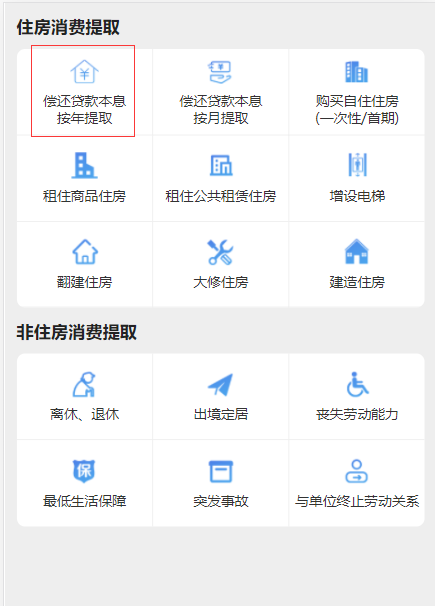 住房消费提取
¥
¥
偿还贷款本息
按年提取
偿还贷款本息
按月提取
购买自住住房
(一次性/首期)
租住商品住房
租住公共租赁住房
增设电梯
翻建住房
大修住房
建造住房
非住房消费提取
离休、退休
出境定居
丧失劳动能力
保
最低生活保障
突发事故
与单位终止劳动关系